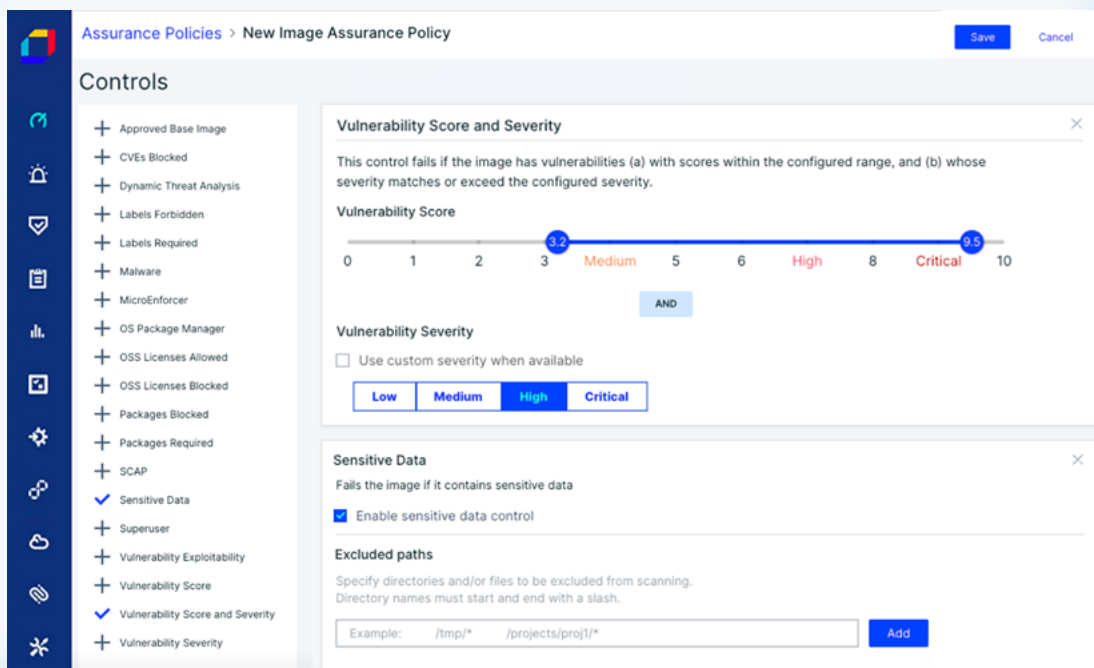 Assurance Policies > New Image Assurance Policy
Save
Cancel
Controls
Approved Base Image
CVEs Blocked
Dynamic Threat Analysis
Labels Forbidden
Labels Required
Malware
MicroEnforcer
OS Package Manager
OSS Licenses Allowed
OSS Licenses Blocked
Packages Blocked
Packages Required
SCAP
Sensitive Data
Superuser
Vulnerability Exploitability
Vulnerability Score
Vulnerability Score and Severity
Vulnerability Severity
Vulnerability Score and Severity
This control fails if the image has vulnerabilities (a) with scores within the configured range, and (b) whose
severity matches or exceed the configured severity.
Vulnerability Score
3.2 9.5
0 1 2 3 Medium 5 6 High 8 Critical 10
AND
Vulnerability Severity
Use custom severity when available
Low Medium High Critical
Sensitive Data
Fails the image if it contains sensitive data
Enable sensitive data control
Excluded paths
Specify directories and/or files to be excluded from scanning.
Directory names must start and end with a slash.
Example: /tmp/* /projects/proj1/*
Add